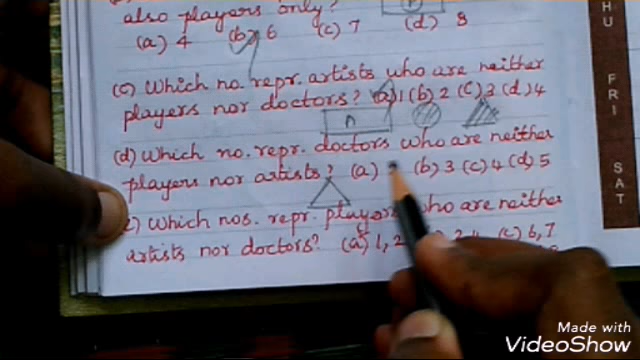 also players only?
(a) 4 (b) 6 (c) 7 (d) 8
(c) Which no. repr. artists who are neither
players nor doctors? (a) 1 (b) 2 (c) 3 (d) 4
A
(d) Which no. repr. doctors who are neither
players nor artists? (a) (b) 3 (c) 4 (d) 5
) Which nos. repr. players who are neither
artists nor doctors? (a) 1, 2 (c) 6, 7
THU
FRI
SAT
Made with
VideoShow